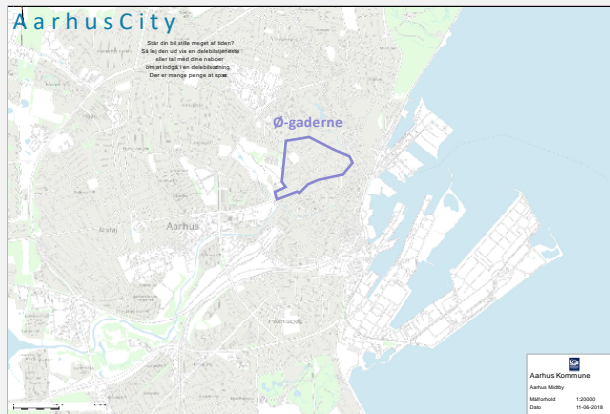 AarhusCity
Står din bil stille meget af tiden?
Så lej den ud via en delebilstjeneste
eller tal med dine naboer
om at indgå i en delebilsordning.
Der er mange penge at spare.
Ø-gaderne
Aarhus
Aarhus Kommune
Aarhus Midtby
Målforhold 1:20000
Dato 11-06-2018